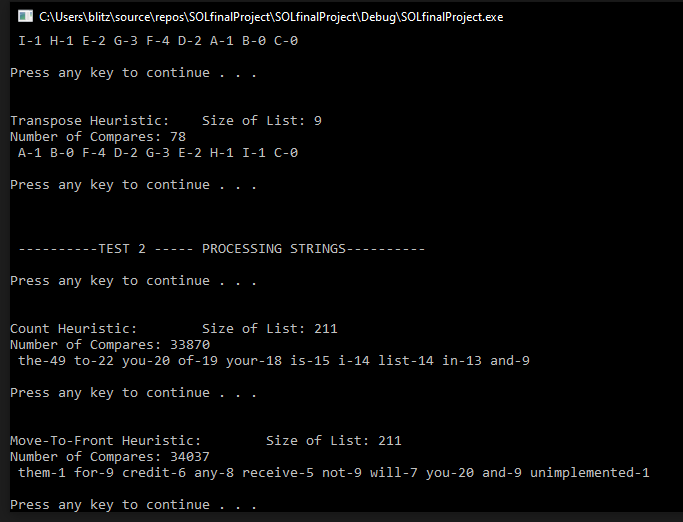 C:\Users\blitz\source\repos\SOLfinalProject\SOLfinalProject\Debug\SOLfinalProject.exe
I-1 H-1 E-2 G-3 F-4 D-2 A-1 B-0 C-0
Press any key to continue . . .
Transpose Heuristic:    Size of List: 9
Number of Compares: 78
A-1 B-0 F-4 D-2 G-3 E-2 H-1 I-1 C-0
Press any key to continue . . .
----------TEST 2 ----- PROCESSING STRINGS----------
Press any key to continue . . .
Count Heuristic:        Size of List: 211
Number of Compares: 33870
the-49 to-22 you-20 of-19 your-18 is-15 i-14 list-14 in-13 and-9
Press any key to continue . . .
Move-To-Front Heuristic:        Size of List: 211
Number of Compares: 34037
them-1 for-9 credit-6 any-8 receive-5 not-9 will-7 you-20 and-9 unimplemented-1
Press any key to continue . . .